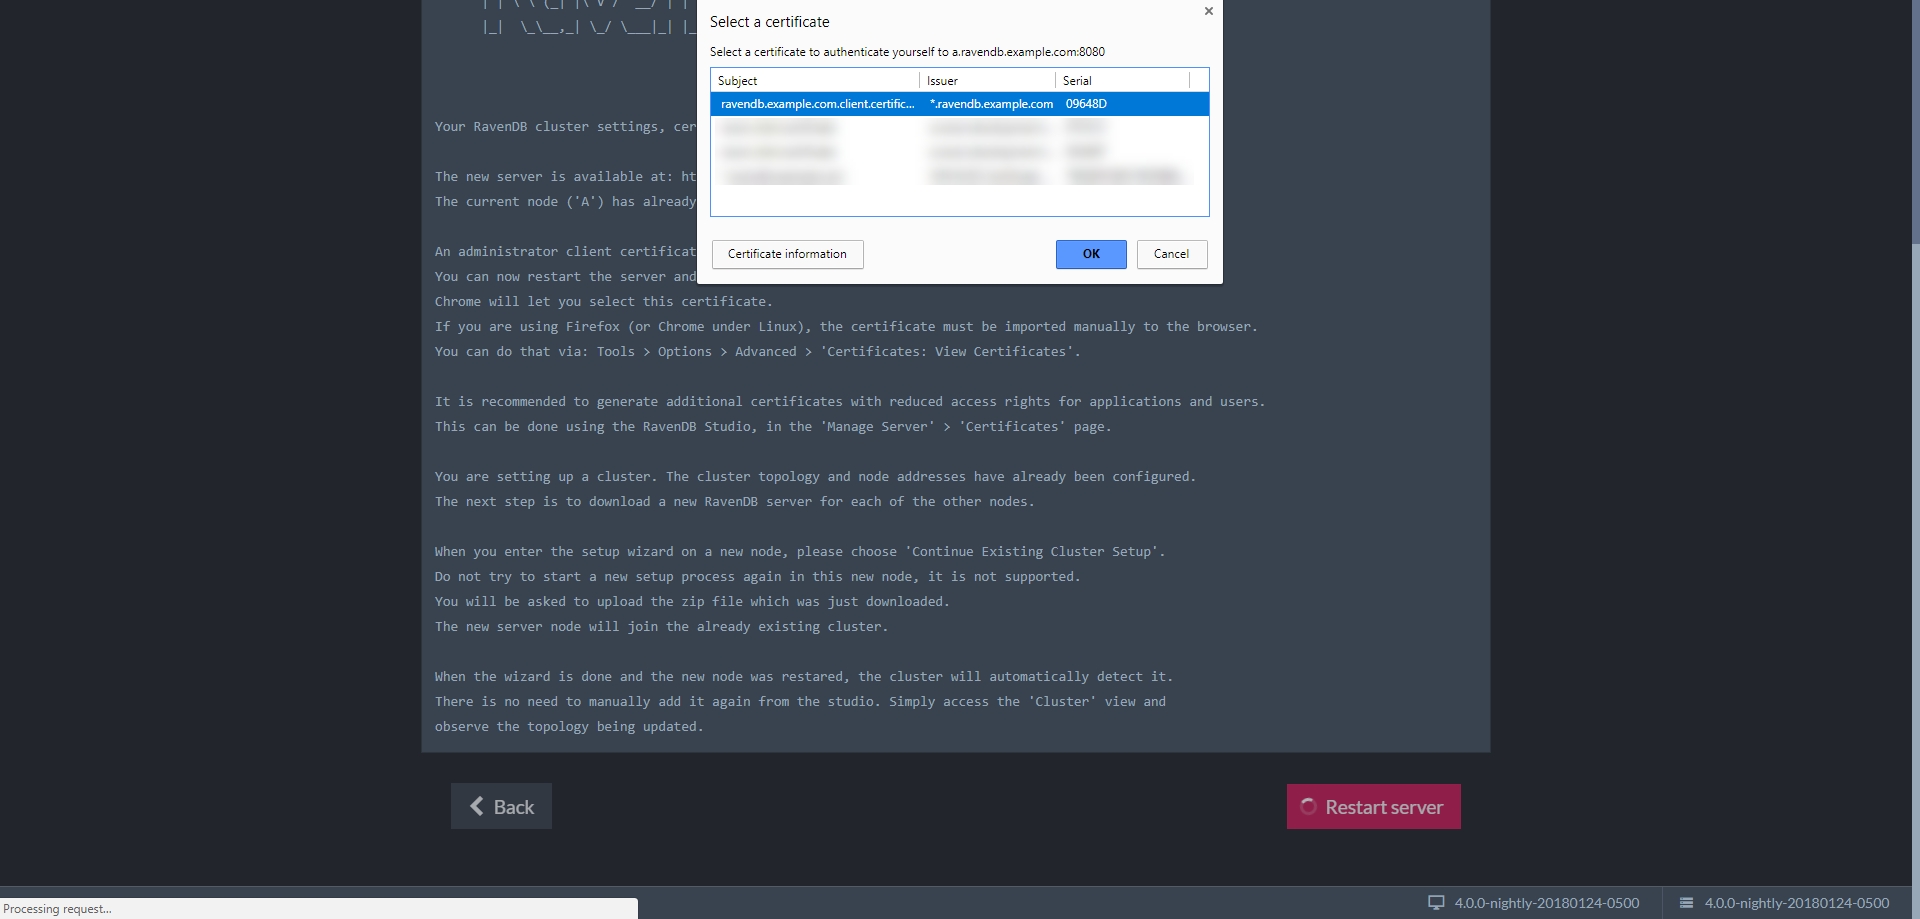 Select a certificate
Select a certificate to authenticate yourself to a.ravendb.example.com:8080
Subject Issuer Serial
ravendb.example.com.client.certific... *.ravendb.example.com 09648D
Certificate information OK Cancel
Your RavenDB cluster settings, cer
The new server is available at: ht
The current node ('A') has already
An administrator client certificat
You can now restart the server and
Chrome will let you select this certificate.
If you are using Firefox (or Chrome under Linux), the certificate must be imported manually to the browser.
You can do that via: Tools > Options > Advanced > 'Certificates: View Certificates'.
It is recommended to generate additional certificates with reduced access rights for applications and users.
This can be done using the RavenDB Studio, in the 'Manage Server' > 'Certificates' page.
You are setting up a cluster. The cluster topology and node addresses have already been configured.
The next step is to download a new RavenDB server for each of the other nodes.
When you enter the setup wizard on a new node, please choose 'Continue Existing Cluster Setup'.
Do not try to start a new setup process again in this new node, it is not supported.
You will be asked to upload the zip file which was just downloaded.
The new server node will join the already existing cluster.
When the wizard is done and the new node was restared, the cluster will automatically detect it.
There is no need to manually add it again from the studio. Simply access the 'Cluster' view and
observe the topology being updated.
Back Restart server
Processing request...
4.0.0-nightly-20180124-0500 4.0.0-nightly-20180124-0500